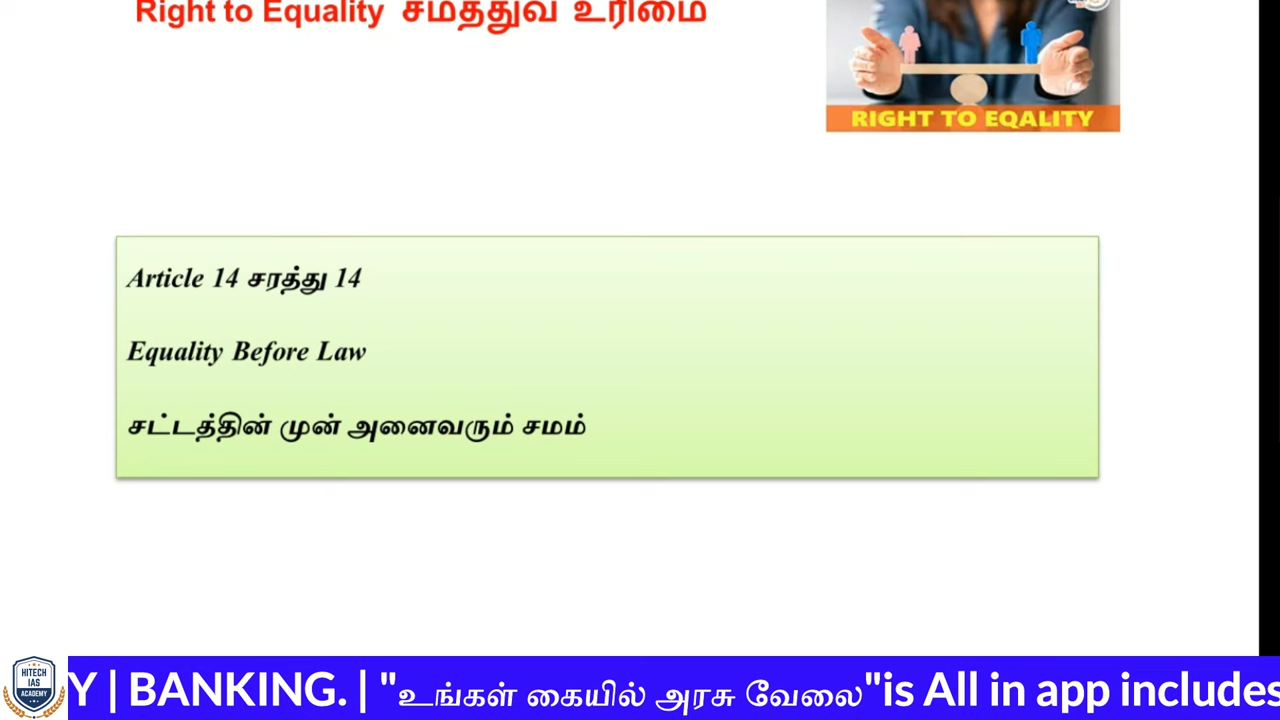 Right to Equality சமத்துவ உரிமை
RIGHT TO EQALITY
Article 14 சரத்து 14
Equality Before Law
சட்டத்தின் முன் அனைவரும் சமம்
HITECH
IAS
ACADEMY
Y | BANKING. | "உங்கள் கையில் அரசு வேலை"is All in app includes